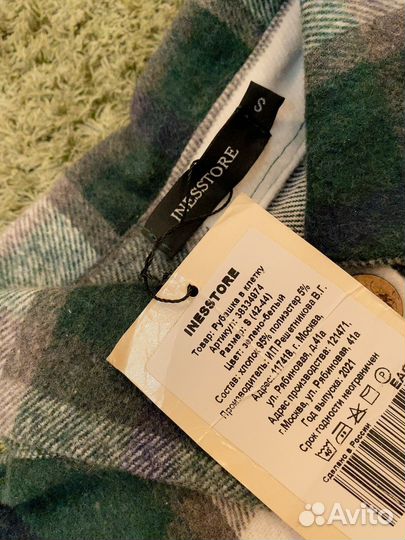 INESSTORE
S
INESSTORE
Товар: Рубашка в клетку
Артикул: 38334974
Размер: S (42-44)
Цвет: зелено-белый
Состав: хлопок 95% полиэстер 5%
Производитель: ИП Решетникова В.Г.
Адрес: 117418, г. Москва,
ул. Рябиновая, д.41а
Адрес производства: 12471,
г.Москва, ул. Рябиновая, 41а
Год выпуска: 2021
Срок годности неограничен
Сделано в России
Avito